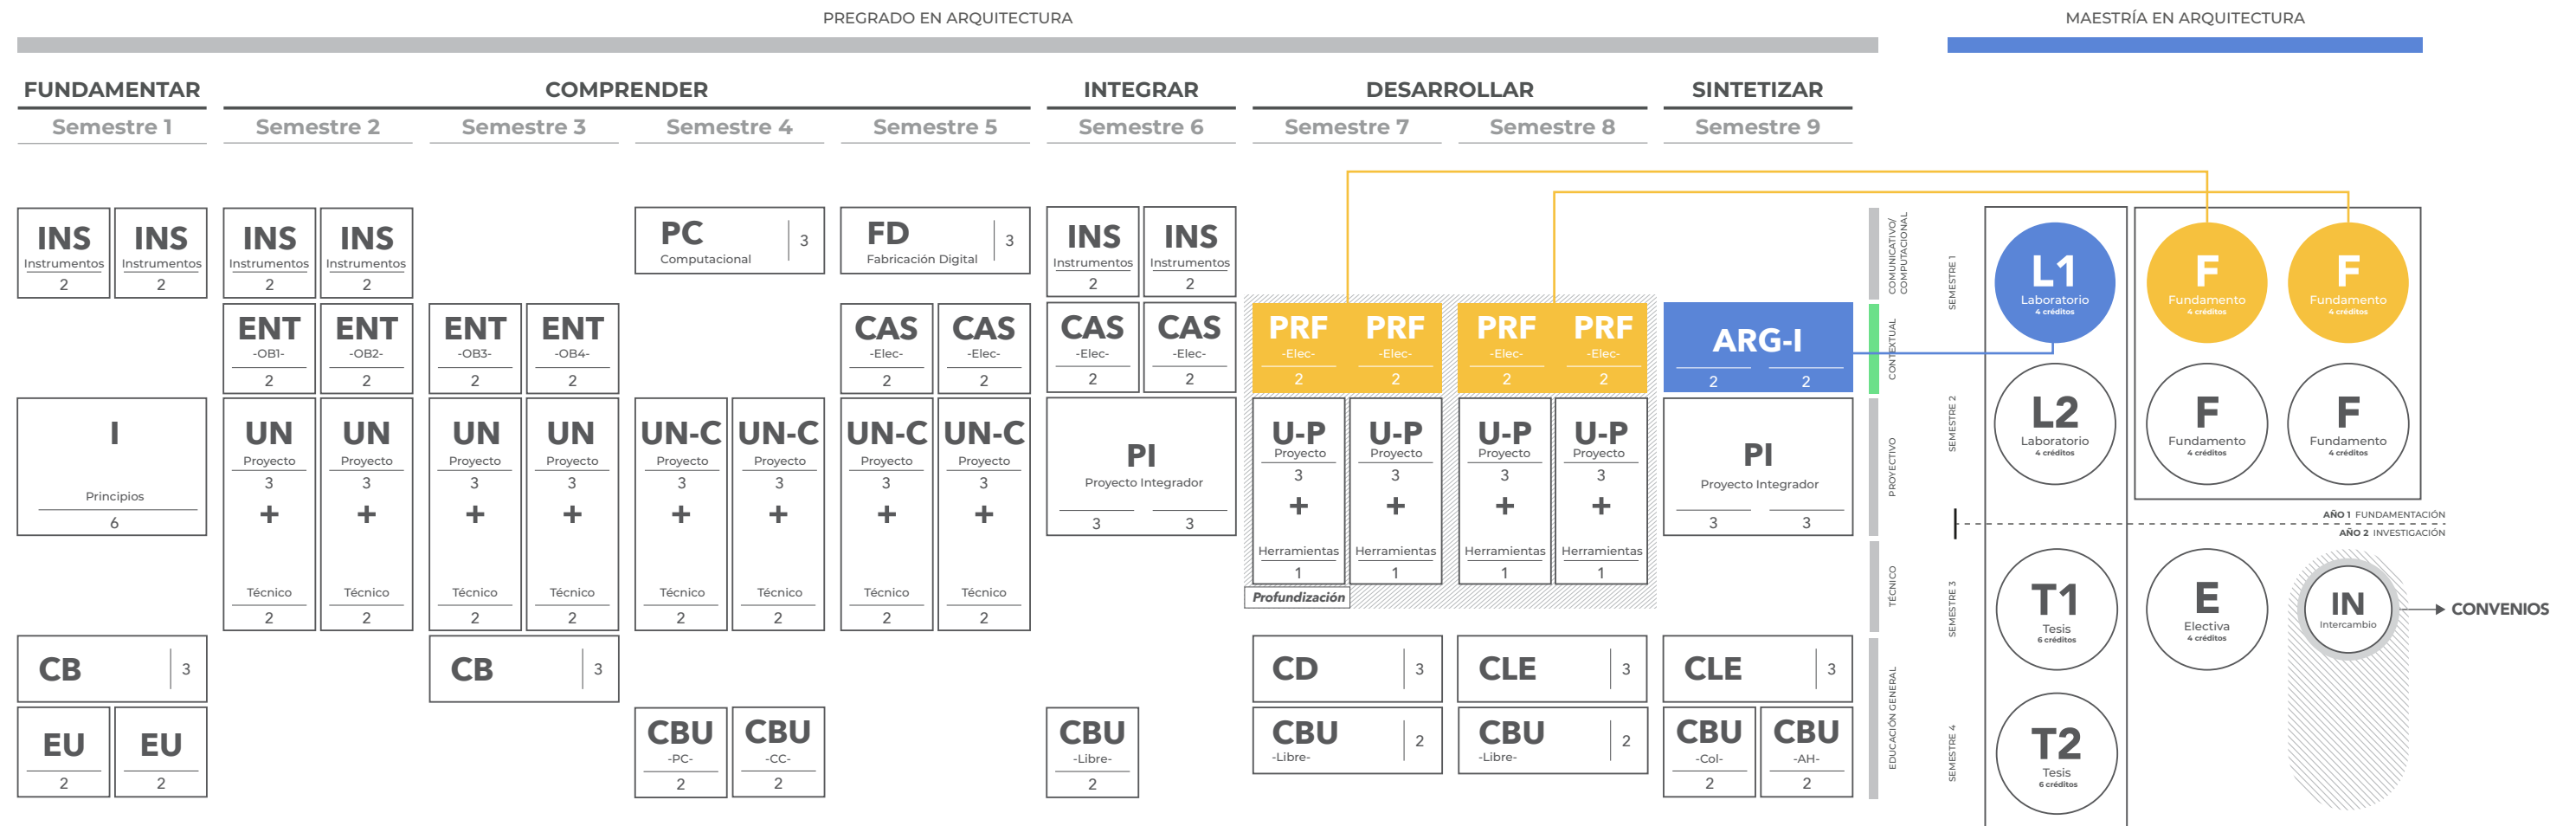 PREGRADO EN ARQUITECTURA
MAESTRÍA EN ARQUITECTURA
FUNDAMENTAR
COMPRENDER
INTEGRAR
DESARROLLAR
SINTETIZAR
Semestre 1
Semestre 2
Semestre 3
Semestre 4
Semestre 5
Semestre 6
Semestre 7
Semestre 8
Semestre 9
INS
Instrumentos
2
INS
Instrumentos
2
INS
Instrumentos
2
INS
Instrumentos
2
PC
Computacional
3
FD
Fabricación Digital
3
INS
Instrumentos
2
INS
Instrumentos
2
ENT
-OB1-
2
ENT
-OB2-
2
ENT
-OB3-
2
ENT
-OB4-
2
CAS
-Elec-
2
CAS
-Elec-
2
CAS
-Elec-
2
CAS
-Elec-
2
PRF
-Elec-
2
PRF
-Elec-
2
PRF
-Elec-
2
PRF
-Elec-
2
ARG-I
2
2
I
Principios
6
UN
Proyecto
3
+
Técnico
2
UN
Proyecto
3
+
Técnico
2
UN
Proyecto
3
+
Técnico
2
UN
Proyecto
3
+
Técnico
2
UN-C
Proyecto
3
+
Técnico
2
UN-C
Proyecto
3
+
Técnico
2
UN-C
Proyecto
3
+
Técnico
2
UN-C
Proyecto
3
+
Técnico
2
PI
Proyecto Integrador
3
3
U-P
Proyecto
3
+
Herramientas
1
U-P
Proyecto
3
+
Herramientas
1
U-P
Proyecto
3
+
Herramientas
1
U-P
Proyecto
3
+
Herramientas
1
Profundización
PI
Proyecto Integrador
3
3
CB
3
CB
3
CD
3
CLE
3
CLE
3
EU
2
EU
2
CBU
-PC-
2
CBU
-CC-
2
CBU
-Libre-
2
CBU
-Libre-
2
CBU
-Libre-
2
CBU
-Col-
2
CBU
-AH-
2
COMUNICATIVO/
COMPUTACIONAL
CONTEXTUAL
PROYECTIVO
TÉCNICO
EDUCACIÓN GENERAL
SEMESTRE 1
SEMESTRE 2
SEMESTRE 3
SEMESTRE 4
L1
Laboratorio
4 créditos
F
Fundamento
4 créditos
F
Fundamento
4 créditos
L2
Laboratorio
4 créditos
F
Fundamento
4 créditos
F
Fundamento
4 créditos
AÑO 1 FUNDAMENTACIÓN
AÑO 2 INVESTIGACIÓN
T1
Tesis
6 créditos
E
Electiva
4 créditos
IN
Intercambio
CONVENIOS
T2
Tesis
6 créditos